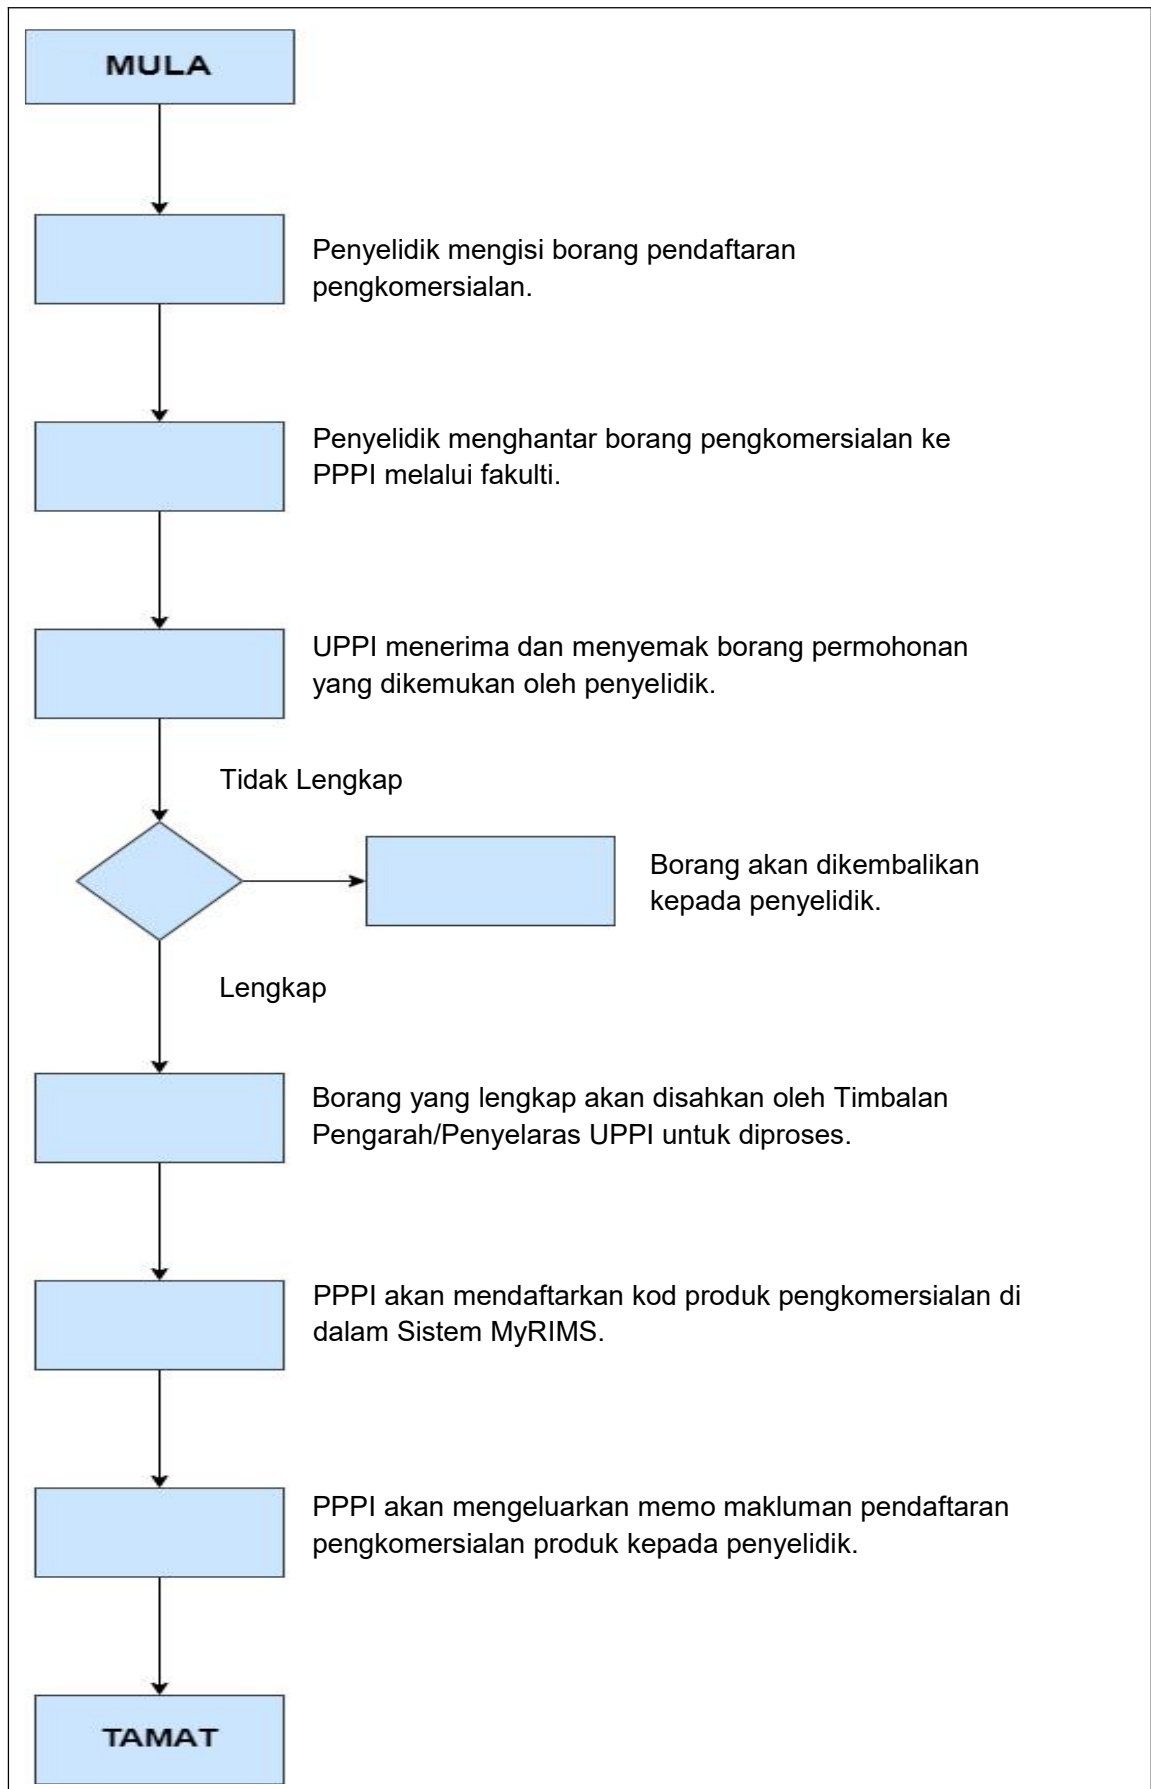 MULA
Penyelidik mengisi borang pendaftaran
pengkomersialan.
Penyelidik menghantar borang pengkomersialan ke
PPPI melalui fakulti.
UPPI menerima dan menyemak borang permohonan
yang dikemukan oleh penyelidik.
Tidak Lengkap
Borang akan dikembalikan
kepada penyelidik.
Lengkap
Borang yang lengkap akan disahkan oleh Timbalan
Pengarah/Penyelaras UPPI untuk diproses.
PPPI akan mendaftarkan kod produk pengkomersialan di
dalam Sistem MyRIMS.
PPPI akan mengeluarkan memo makluman pendaftaran
pengkomersialan produk kepada penyelidik.
TAMAT